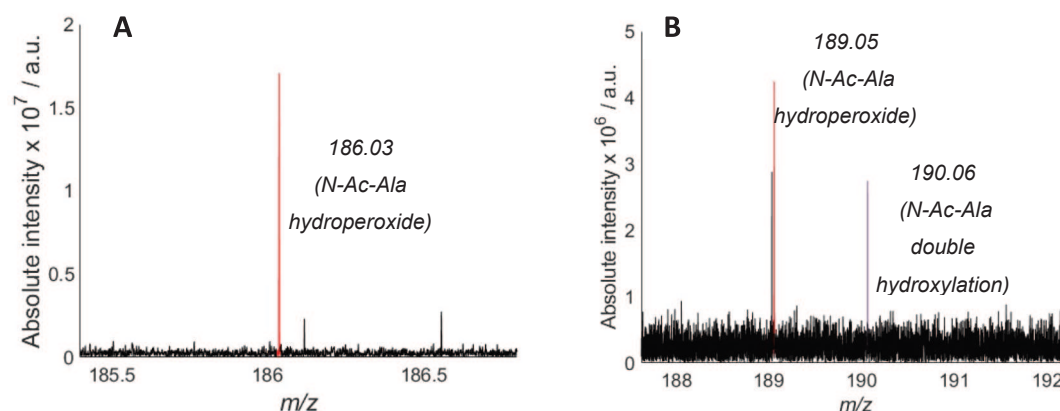 A
Absolute intensity x 10⁷ / a.u.
2
1.5
1
0.5
0
186.03
(N-Ac-Ala
hydroperoxide)
185.5
186
186.5
m/z
B
Absolute intensity x 10⁶ / a.u.
5
4
3
2
1
0
189.05
(N-Ac-Ala
hydroperoxide)
190.06
(N-Ac-Ala
double
hydroxylation)
188
189
190
191
192
m/z